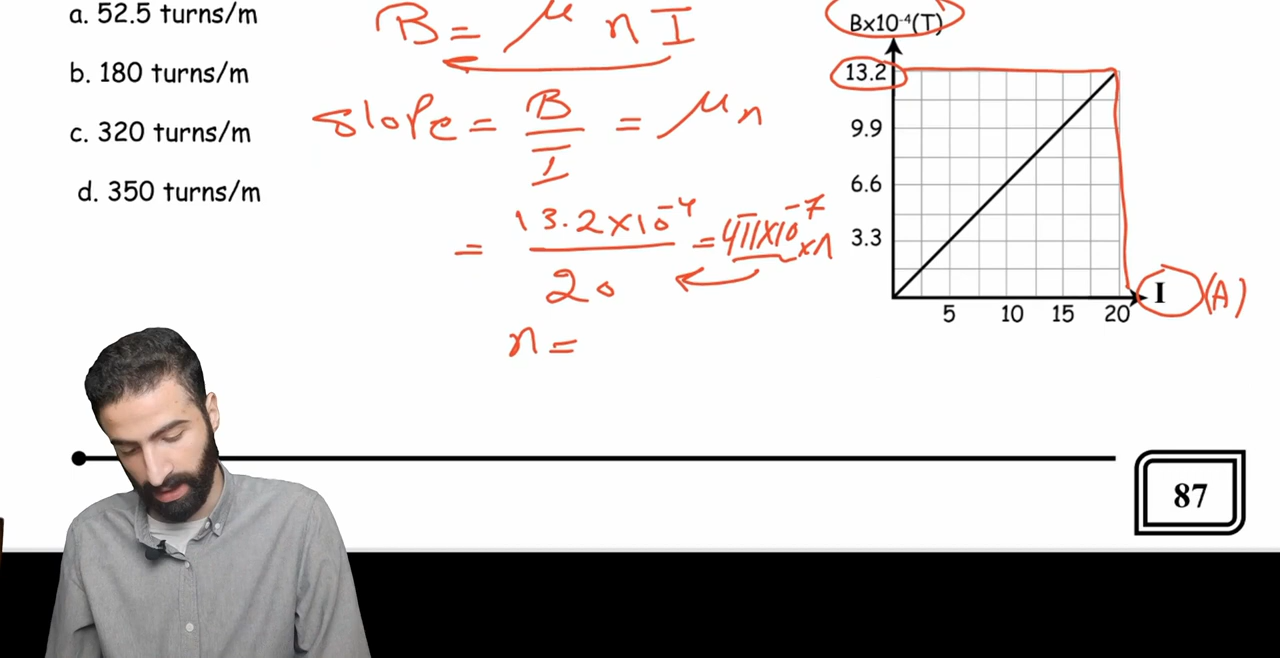 a. 52.5 turns/m
b. 180 turns/m
c. 320 turns/m
d. 350 turns/m
B = μ n I
slope = B/I = μn
= 13.2×10⁻⁴/20 = 4π×10⁻⁷×n
n =
B×10⁻⁴(T)
13.2
9.9
6.6
3.3
5 10 15 20
I (A)
87